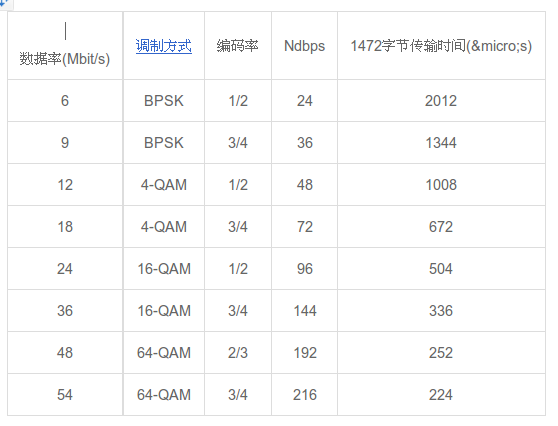 数据率(Mbit/s) 调制方式 编码率 Ndbps 1472字节传输时间(&micro;s)
6 BPSK 1/2 24 2012
9 BPSK 3/4 36 1344
12 4-QAM 1/2 48 1008
18 4-QAM 3/4 72 672
24 16-QAM 1/2 96 504
36 16-QAM 3/4 144 336
48 64-QAM 2/3 192 252
54 64-QAM 3/4 216 224